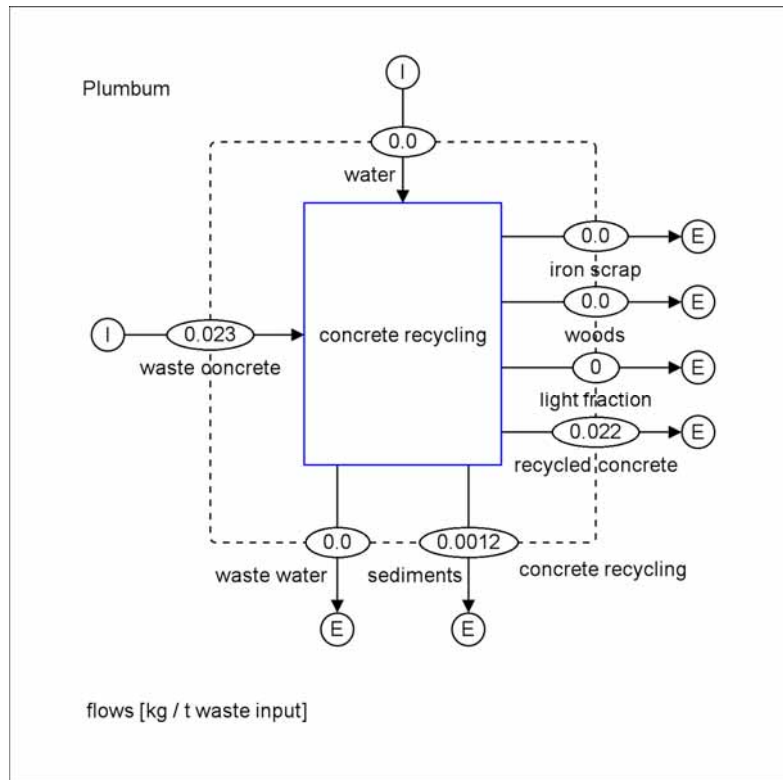 I
Plumbum
0.0
water
0.0
E
iron scrap
0.0
E
woods
I
0.023
waste concrete
concrete recycling
0
E
light fraction
0.022
E
recycled concrete
0.0
0.0012
waste water
sediments
concrete recycling
E
E
flows [kg / t waste input]